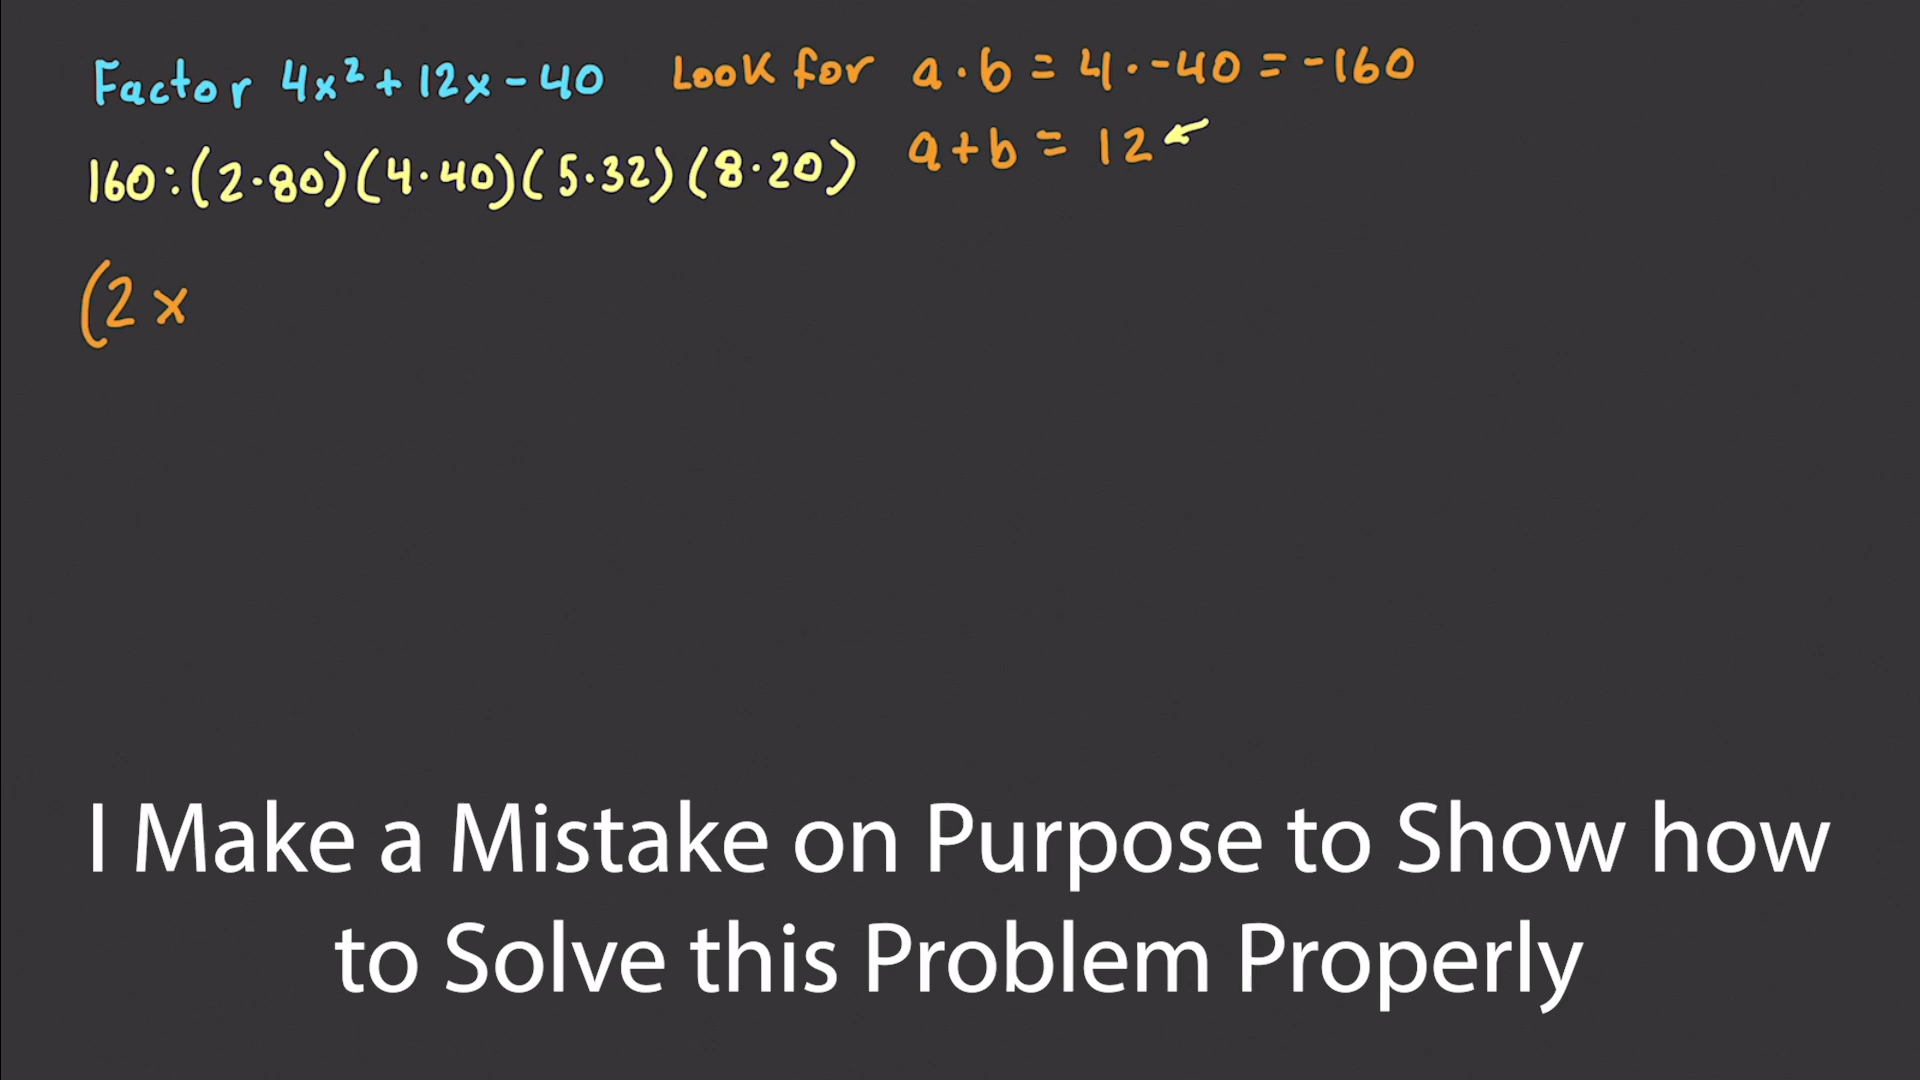 Factor 4x² + 12x - 40
Look for a · b = 4 · -40 = -160
a + b = 12
160: (2·80)(4·40)(5·32)(8·20)
(2x
I Make a Mistake on Purpose to Show how
to Solve this Problem Properly